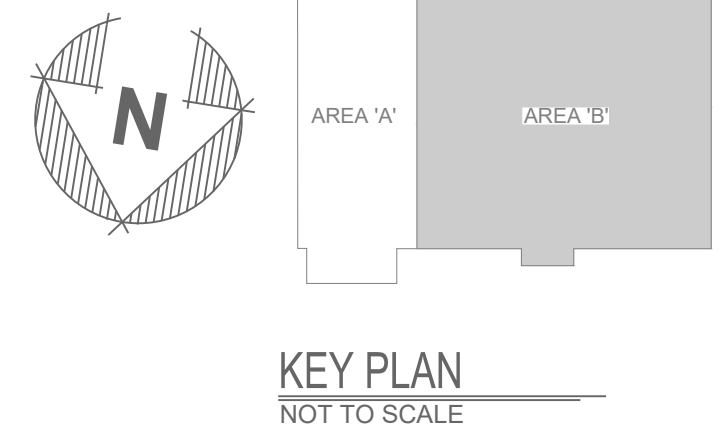 N
AREA 'A'
AREA 'B'
KEY PLAN
NOT TO SCALE